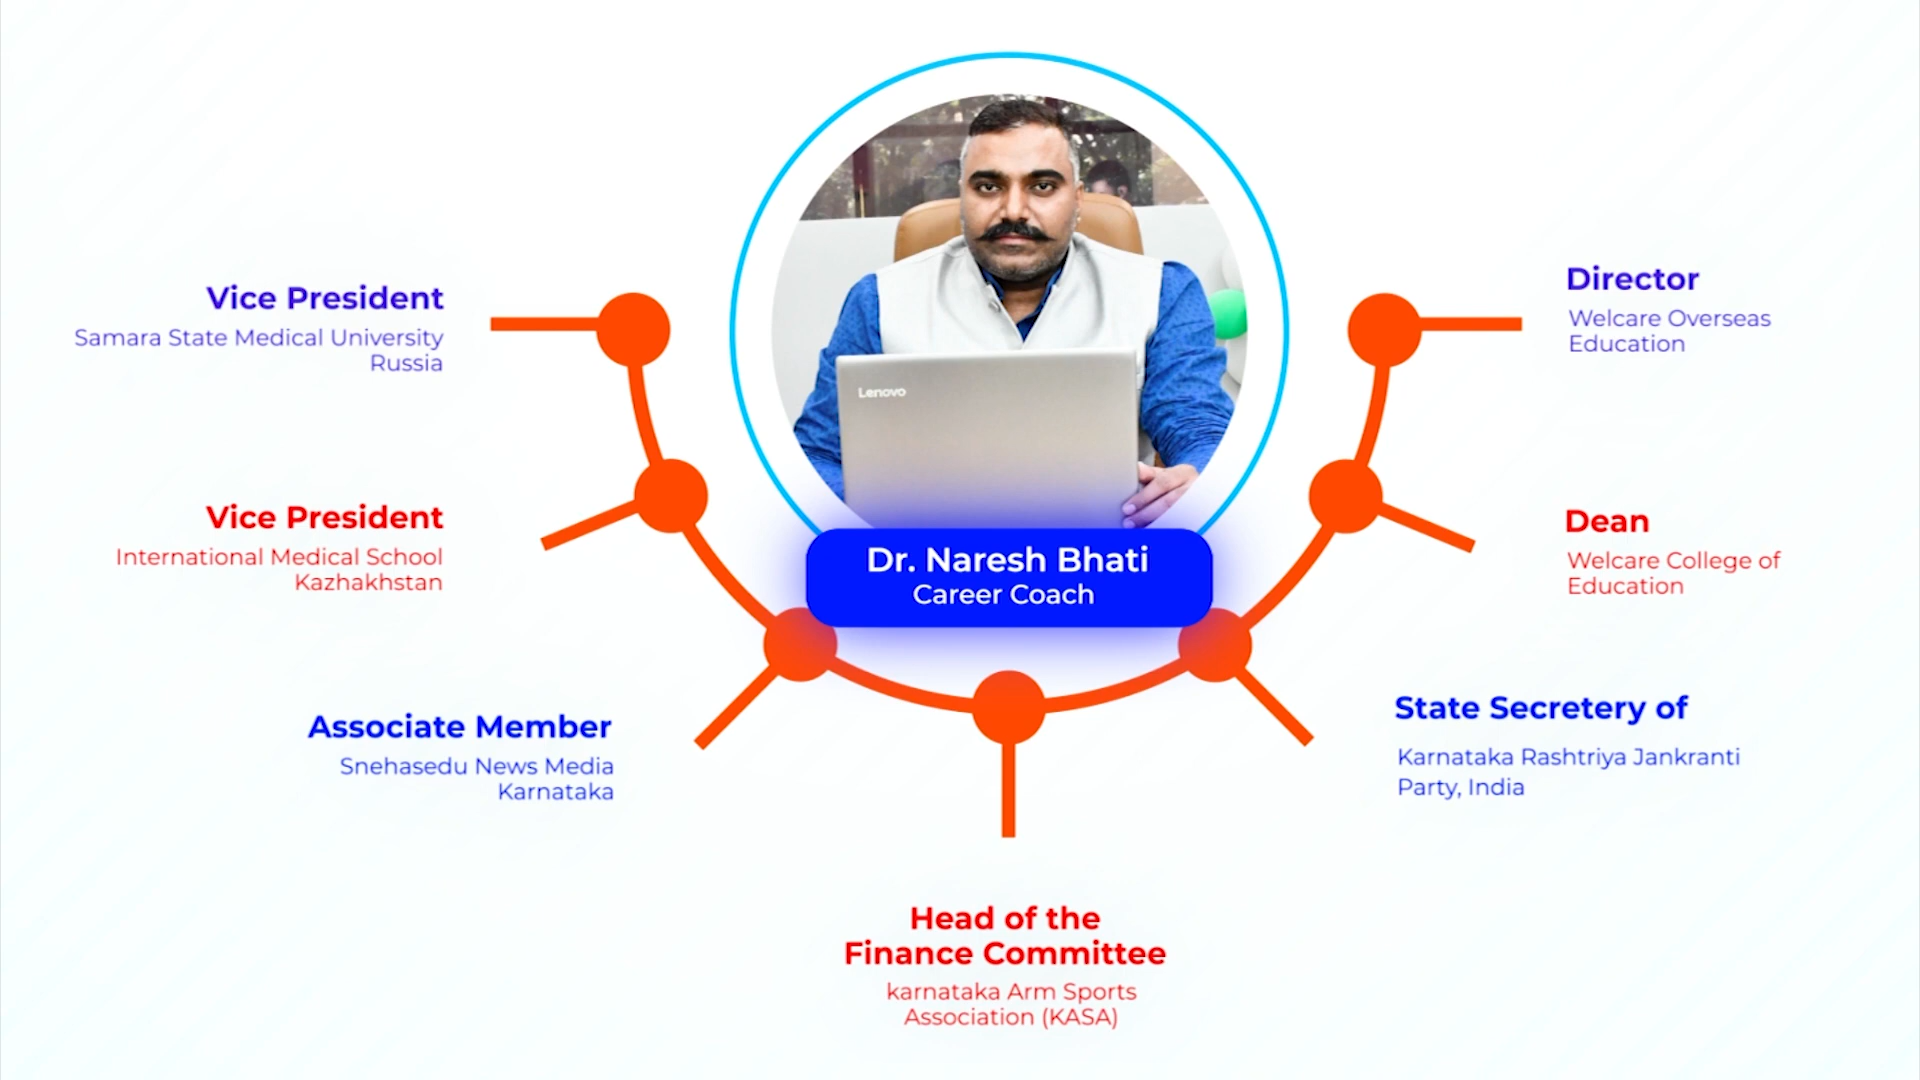 Lenovo
Dr. Naresh Bhati
Career Coach
Vice President
Samara State Medical University
Russia
Vice President
International Medical School
Kazhakhstan
Associate Member
Snehasedu News Media
Karnataka
Head of the
Finance Committee
karnataka Arm Sports
Association (KASA)
State Secretery of
Karnataka Rashtriya Jankranti
Party, India
Dean
Welcare College of
Education
Director
Welcare Overseas
Education